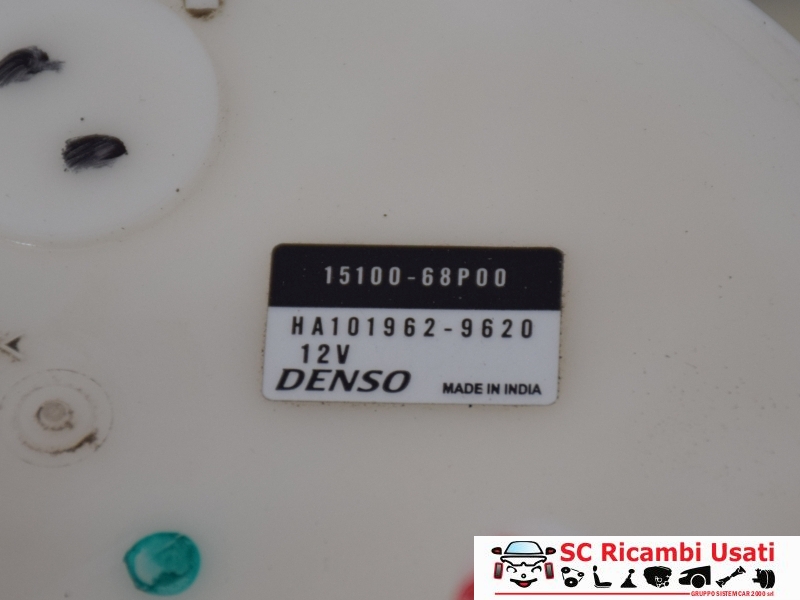 15100-68P00
HA101962-9620
12V
DENSO MADE IN INDIA
SC Ricambi Usati
GRUPPO SISTEMCAR 2000 srl